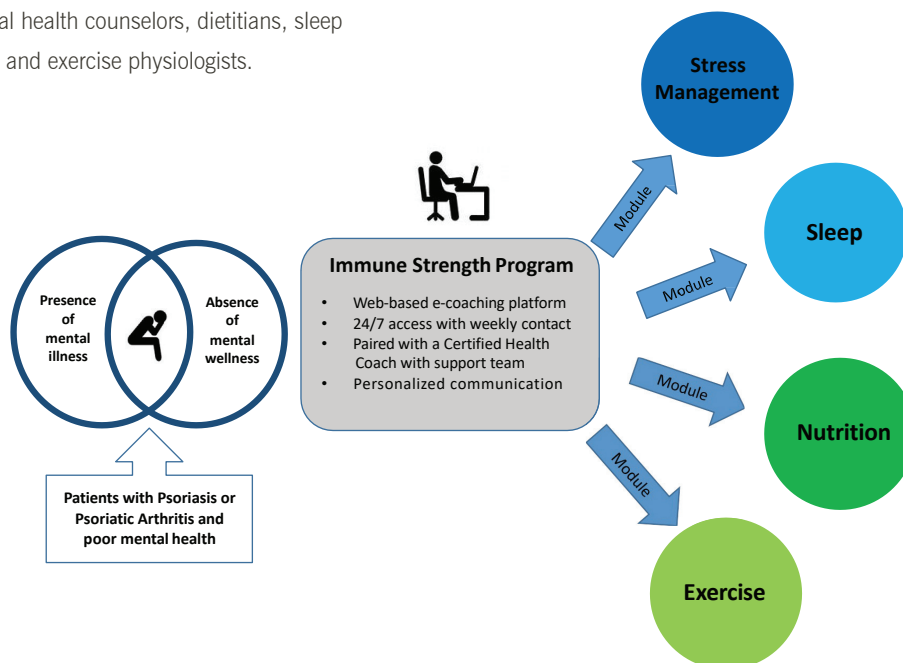 al health counselors, dietitians, sleep
and exercise physiologists.
Presence
of
mental
illness
Absence
of
mental
wellness
Patients with Psoriasis or
Psoriatic Arthritis and
poor mental health
Immune Strength Program
• Web-based e-coaching platform
• 24/7 access with weekly contact
• Paired with a Certified Health
Coach with support team
• Personalized communication
Module
Stress
Management
Module
Sleep
Module
Nutrition
Module
Exercise